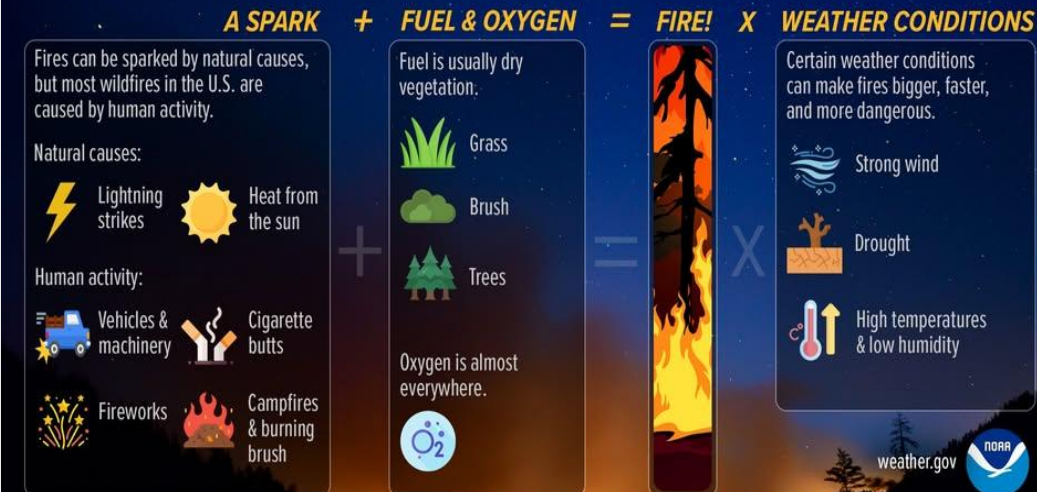 A SPARK + FUEL & OXYGEN = FIRE! x WEATHER CONDITIONS
Fires can be sparked by natural causes,
but most wildfires in the U.S. are
caused by human activity.
Natural causes:
Lightning
strikes
Heat from
the sun
Human activity:
Vehicles &
machinery
Cigarette
butts
Fireworks
Campfires
& burning
brush
+
Fuel is usually dry
vegetation.
Grass
Brush
Trees
Oxygen is almost
everywhere.
O2
=
X
Certain weather conditions
can make fires bigger, faster,
and more dangerous.
Strong wind
Drought
C°
High temperatures
& low humidity
weather.gov
NOAA